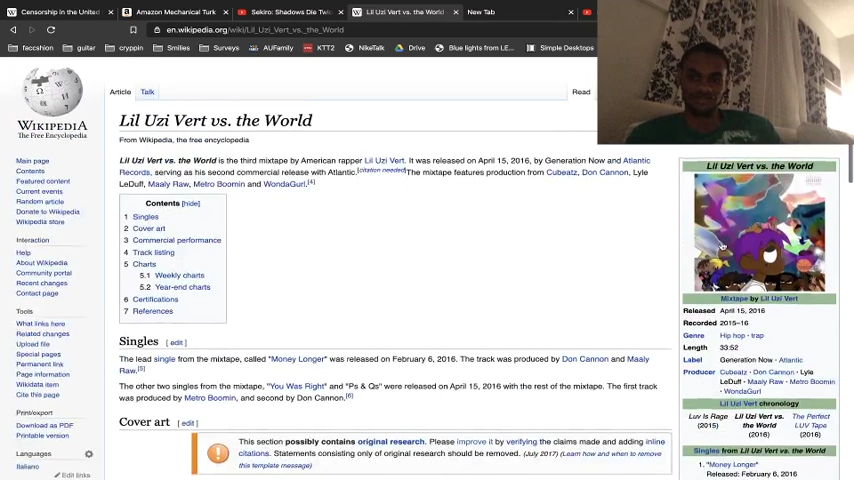 Censorship in the United
Amazon Mechanical Turk
Sekiro: Shadows Die Twic
Lil Uzi Vert vs. the World
New Tab
en.wikipedia.org/wiki/Lil_Uzi_Vert_vs._the_World
faccshion guitar cryppin Smilies Surveys AUFamily KTT2 NikeTalk Drive Blue lights from LE... Simple Desktops
WIKIPEDIA
The Free Encyclopedia
Main page
Contents
Featured content
Current events
Random article
Donate to Wikipedia
Wikipedia store
Interaction
Help
About Wikipedia
Community portal
Recent changes
Contact page
Tools
What links here
Related changes
Upload file
Special pages
Permanent link
Page information
Wikidata item
Cite this page
Print/export
Download as PDF
Printable version
Languages
Italiano
Edit links
Article Talk
Read
Lil Uzi Vert vs. the World
From Wikipedia, the free encyclopedia
Lil Uzi Vert vs. the World is the third mixtape by American rapper Lil Uzi Vert. It was released on April 15, 2016, by Generation Now and Atlantic
Records, serving as his second commercial release with Atlantic.[citation needed]The mixtape features production from Cubeatz, Don Cannon, Lyle
LeDuff, Maaly Raw, Metro Boomin and WondaGurl.[4]
Contents [hide]
1 Singles
2 Cover art
3 Commercial performance
4 Track listing
5 Charts
5.1 Weekly charts
5.2 Year-end charts
6 Certifications
7 References
Singles [ edit ]
The lead single from the mixtape, called "Money Longer" was released on February 6, 2016. The track was produced by Don Cannon and Maaly
Raw.[5]
The other two singles from the mixtape, "You Was Right" and "Ps & Qs" were released on April 15, 2016 with the rest of the mixtape. The first track
was produced by Metro Boomin, and second by Don Cannon.[6]
Cover art [ edit ]
This section possibly contains original research. Please improve it by verifying the claims made and adding inline
citations. Statements consisting only of original research should be removed. (July 2017) (Learn how and when to remove
this template message)
Lil Uzi Vert vs. the World
Mixtape by Lil Uzi Vert
Released April 15, 2016
Recorded 2015–16
Genre Hip hop · trap
Length 33:52
Label Generation Now · Atlantic
Producer Cubeatz · Don Cannon · Lyle
LeDuff · Maaly Raw · Metro Boomin
· WondaGurl
Lil Uzi Vert chronology
Luv Is Rage Lil Uzi Vert vs. The Perfect
(2015) the World LUV Tape
(2016) (2016)
Singles from Lil Uzi Vert vs. the World
1. "Money Longer"
Released: February 6, 2016